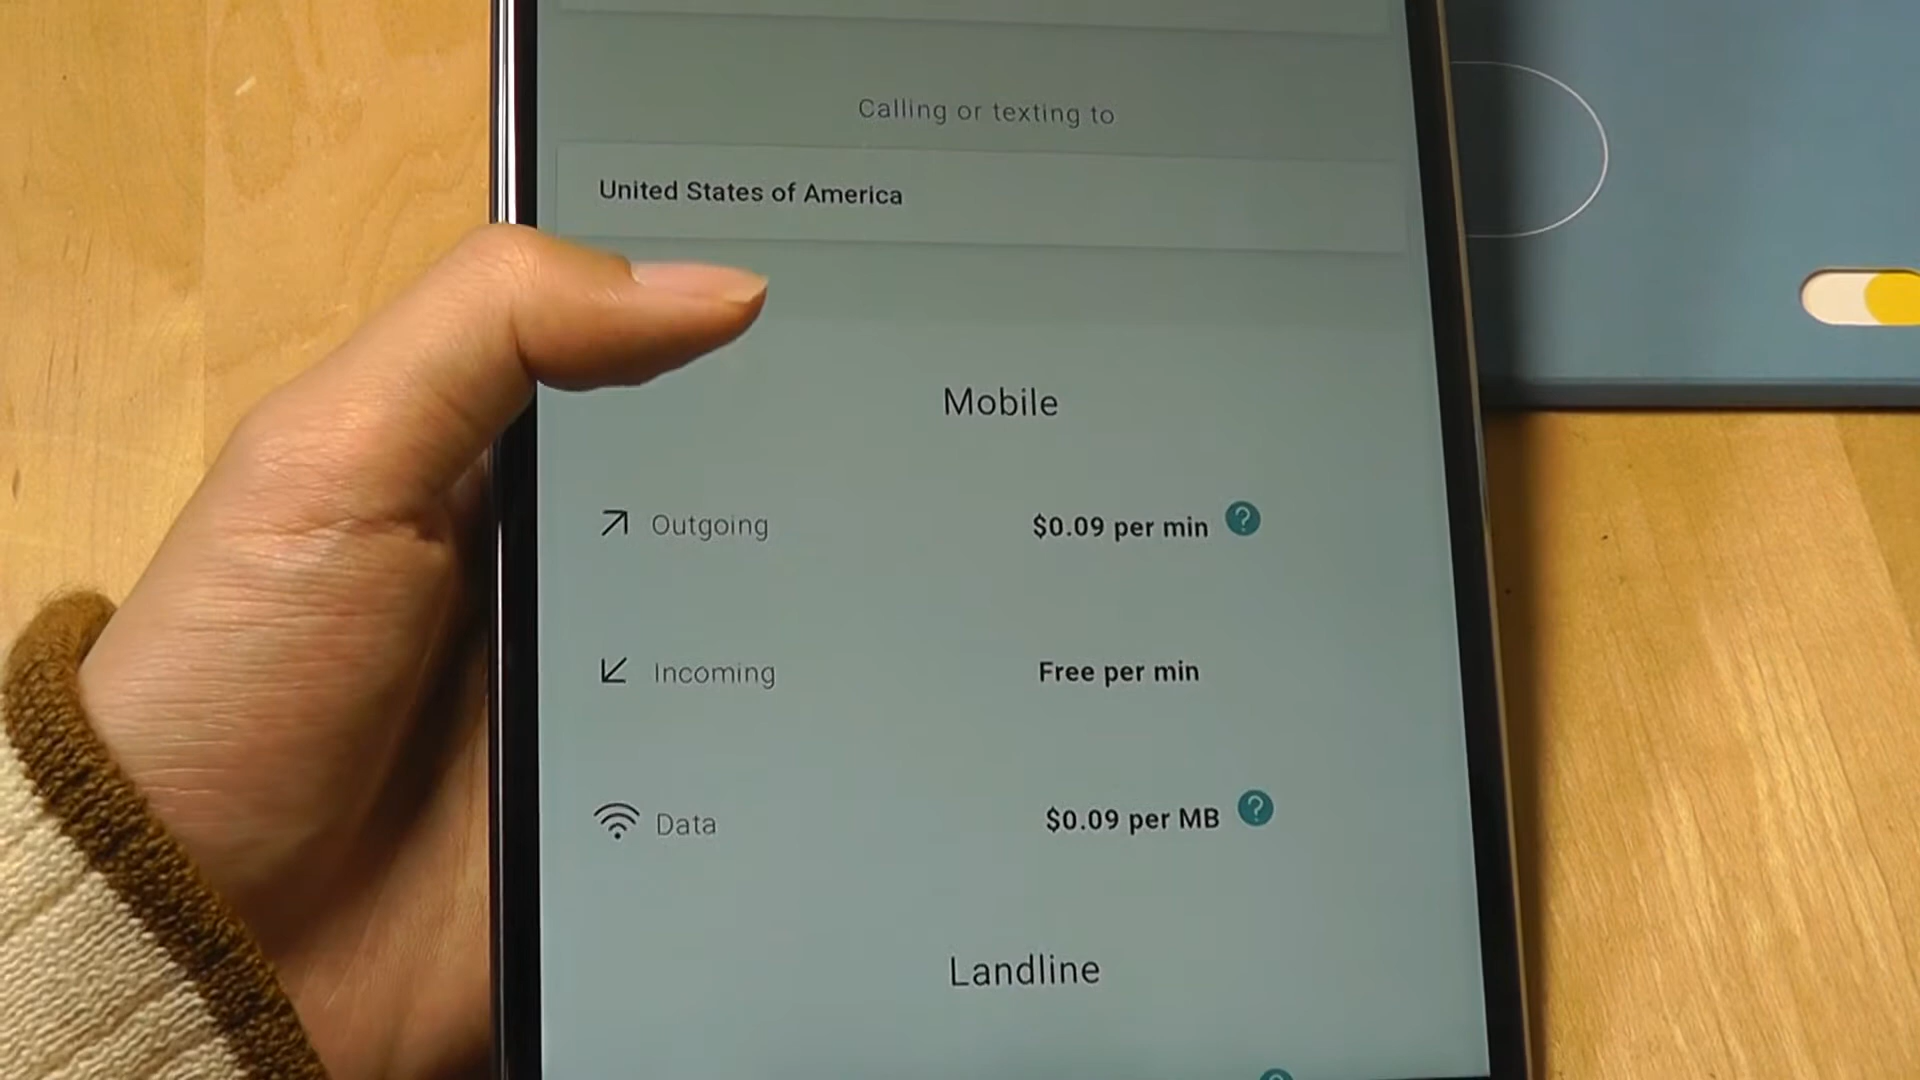 Calling or texting to
United States of America
Mobile
Outgoing $0.09 per min ?
Incoming Free per min
Data $0.09 per MB ?
Landline